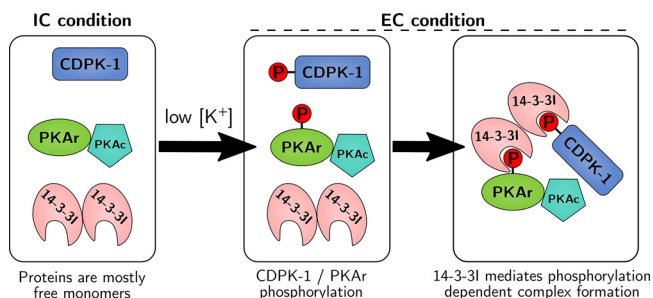 IC condition
EC condition
CDPK-1
PKAr
PKAc
14-3-3I
14-3-3I
Proteins are mostly
free monomers
low [K⁺]
P
CDPK-1
P
PKAr
PKAc
14-3-3I
14-3-3I
CDPK-1 / PKAr
phosphorylation
14-3-3I
14-3-3I
P
CDPK-1
P
PKAr
PKAc
14-3-3I mediates phosphorylation
dependent complex formation